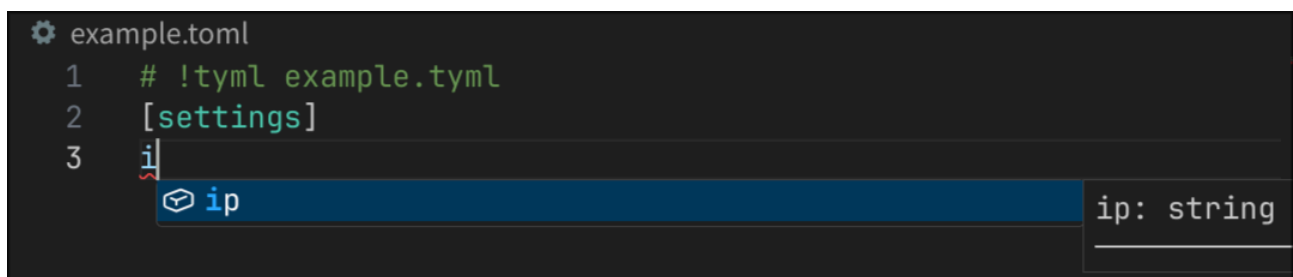 example.toml
1 # !tyml example.tyml
2 [settings]
3 i
ip
ip: string